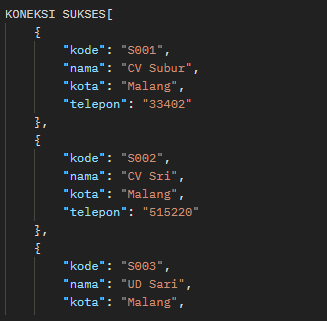 KONEKSI SUKSES[
    {
        "kode": "S001",
        "nama": "CV Subur",
        "kota": "Malang",
        "telepon": "33402"
    },
    {
        "kode": "S002",
        "nama": "CV Sri",
        "kota": "Malang",
        "telepon": "515220"
    },
    {
        "kode": "S003",
        "nama": "UD Sari",
        "kota": "Malang",